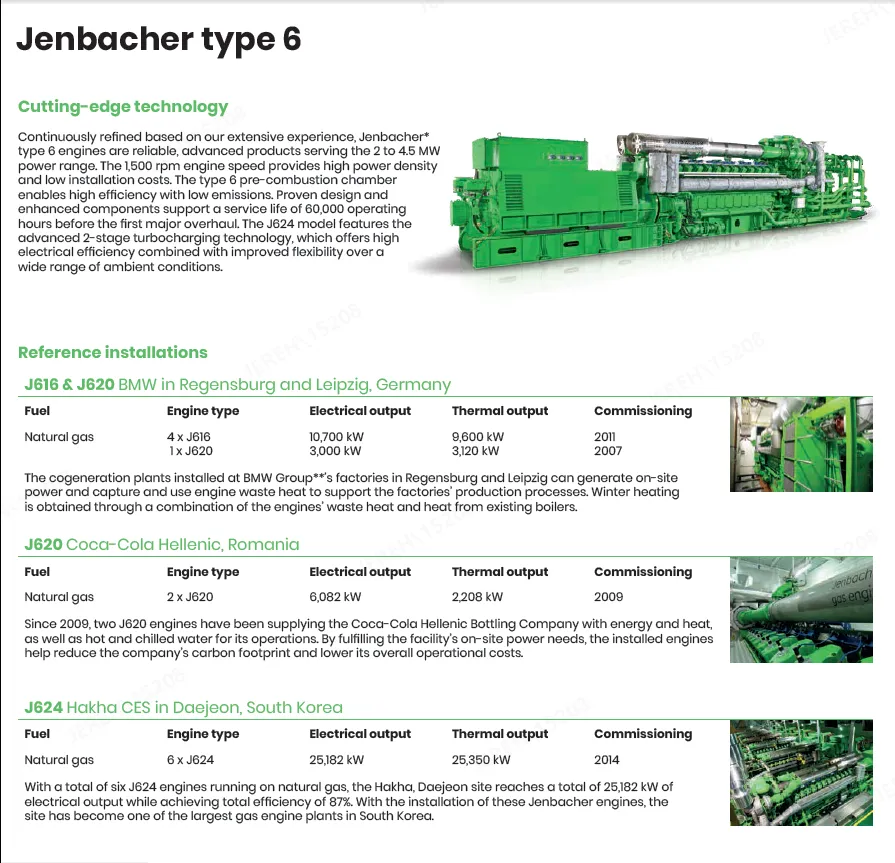 Jenbacher type 6
Cutting-edge technology
Continuously refined based on our extensive experience, Jenbacher*
type 6 engines are reliable, advanced products serving the 2 to 4.5 MW
power range. The 1,500 rpm engine speed provides high power density
and low installation costs. The type 6 pre-combustion chamber
enables high efficiency with low emissions. Proven design and
enhanced components support a service life of 60,000 operating
hours before the first major overhaul. The J624 model features the
advanced 2-stage turbocharging technology, which offers high
electrical efficiency combined with improved flexibility over a
wide range of ambient conditions.
Reference installations
J616 & J620 BMW in Regensburg and Leipzig, Germany
Fuel Engine type Electrical output Thermal output Commissioning
Natural gas 4 x J616 10,700 kW 9,600 kW 2011
1 x J620 3,000 kW 3,120 kW 2007
The cogeneration plants installed at BMW Group**'s factories in Regensburg and Leipzig can generate on-site
power and capture and use engine waste heat to support the factories' production processes. Winter heating
is obtained through a combination of the engines' waste heat and heat from existing boilers.
J620 Coca-Cola Hellenic, Romania
Fuel Engine type Electrical output Thermal output Commissioning
Natural gas 2 x J620 6,082 kW 2,208 kW 2009
Since 2009, two J620 engines have been supplying the Coca-Cola Hellenic Bottling Company with energy and heat,
as well as hot and chilled water for its operations. By fulfilling the facility's on-site power needs, the installed engines
help reduce the company's carbon footprint and lower its overall operational costs.
jenbach
gas engi
J624 Hakha CES in Daejeon, South Korea
Fuel Engine type Electrical output Thermal output Commissioning
Natural gas 6 x J624 25,182 kW 25,350 kW 2014
With a total of six J624 engines running on natural gas, the Hakha, Daejeon site reaches a total of 25,182 kW of
electrical output while achieving total efficiency of 87%. With the installation of these Jenbacher engines, the
site has become one of the largest gas engine plants in South Korea.